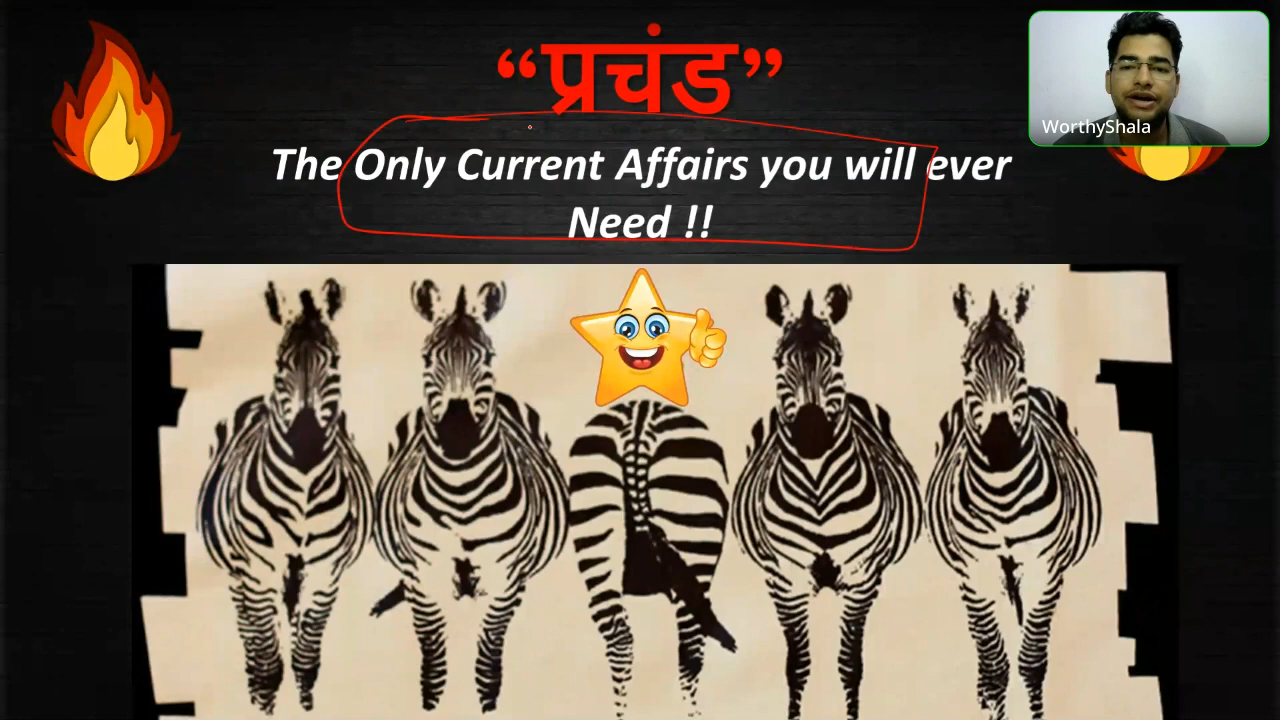 “प्रचंड”
WorthyShala
The Only Current Affairs you will ever
Need !!